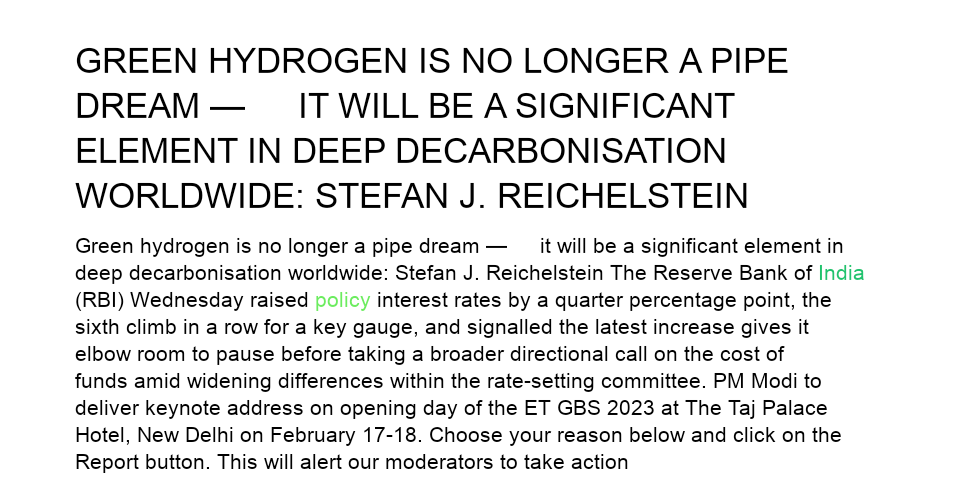 GREEN HYDROGEN IS NO LONGER A PIPE
DREAM — IT WILL BE A SIGNIFICANT
ELEMENT IN DEEP DECARBONISATION
WORLDWIDE: STEFAN J. REICHELSTEIN
Green hydrogen is no longer a pipe dream — it will be a significant element in
deep decarbonisation worldwide: Stefan J. Reichelstein The Reserve Bank of India
(RBI) Wednesday raised policy interest rates by a quarter percentage point, the
sixth climb in a row for a key gauge, and signalled the latest increase gives it
elbow room to pause before taking a broader directional call on the cost of
funds amid widening differences within the rate-setting committee. PM Modi to
deliver keynote address on opening day of the ET GBS 2023 at The Taj Palace
Hotel, New Delhi on February 17-18. Choose your reason below and click on the
Report button. This will alert our moderators to take action